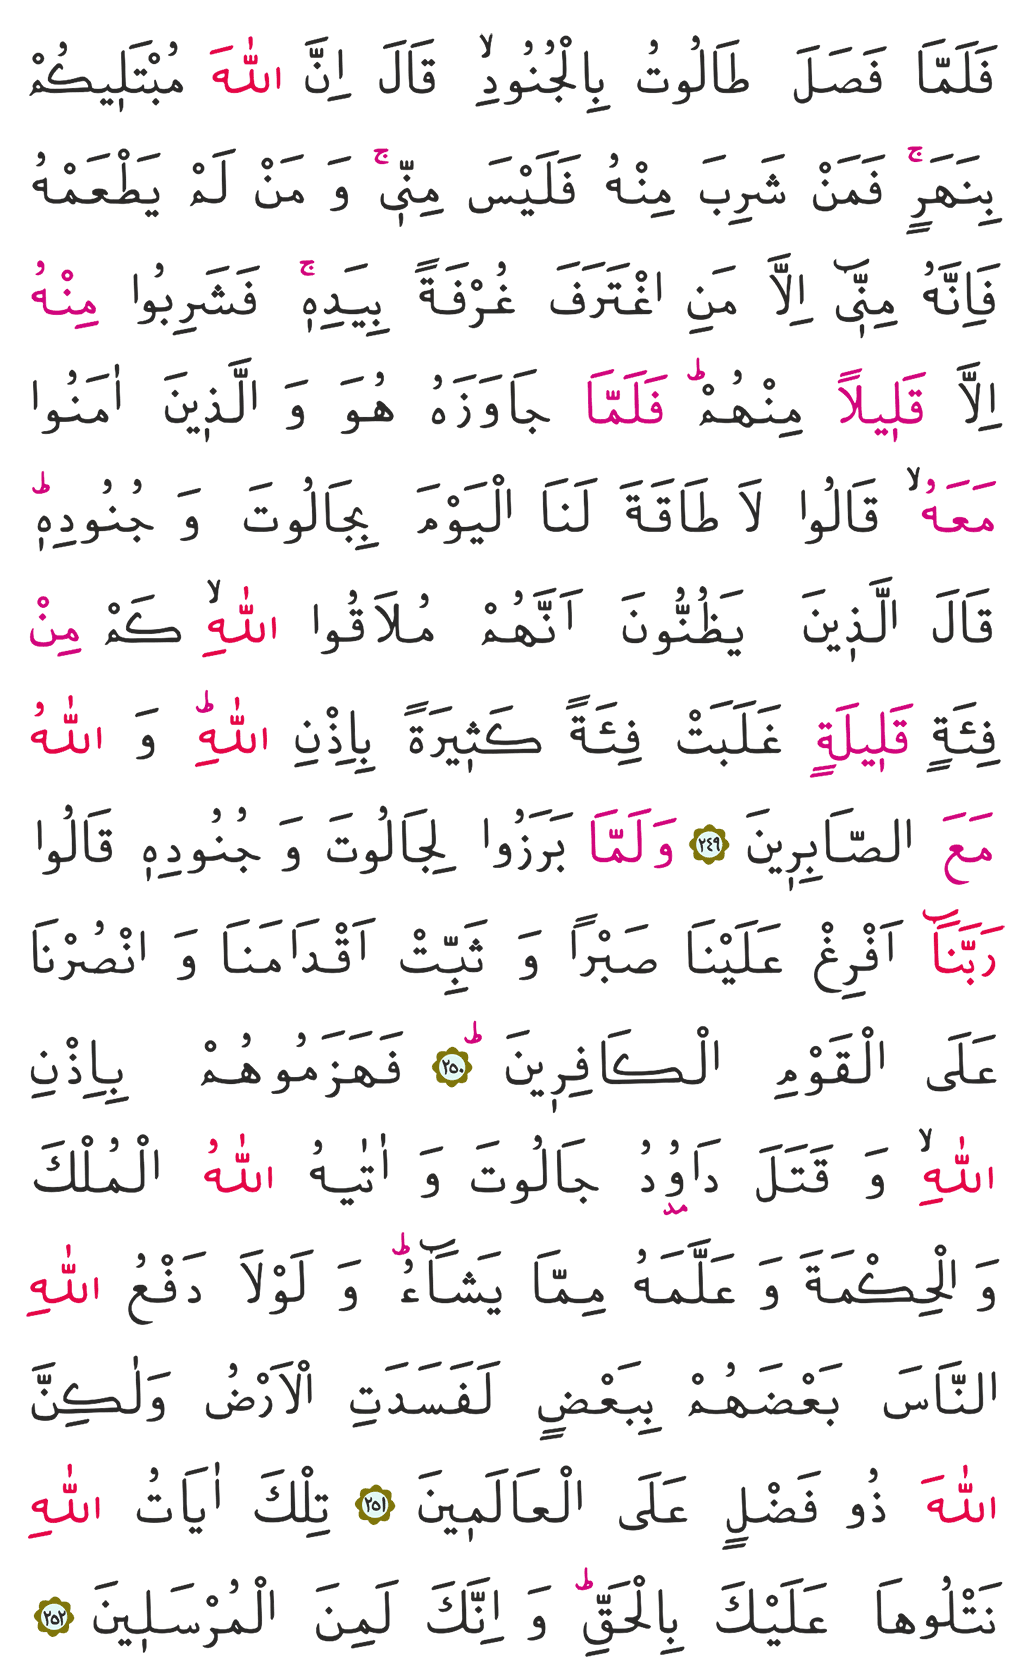 فَلَمَّا فَصَلَ طَالُوتُ بِالْجُنُودِۙ قَالَ اِنَّ اللّٰهَ مُبْتَلٖيكُمْ
بِنَهَرٍۚ فَمَنْ شَرِبَ مِنْهُ فَلَيْسَ مِنّٖيۚ وَ مَنْ لَمْ يَطْعَمْهُ
فَاِنَّهُ مِنّٖٓي اِلَّا مَنِ اغْتَرَفَ غُرْفَةً بِيَدِهٖۚ فَشَرِبُوا مِنْهُ
اِلَّا قَلٖيلاً مِنْهُمْۜ فَلَمَّا جَاوَزَهُ هُوَ وَ الَّذٖينَ اٰمَنُوا
مَعَهُۙ قَالُوا لَا طَاقَةَ لَنَا الْيَوْمَ بِجَالُوتَ وَ جُنُودِهٖۜ
قَالَ الَّذٖينَ يَظُنُّونَ اَنَّهُمْ مُلَاقُوا اللّٰهِۙ كَمْ مِنْ
فِئَةٍ قَلٖيلَةٍ غَلَبَتْ فِئَةً كَثٖيرَةً بِاِذْنِ اللّٰهِۜ وَ اللّٰهُ
مَعَ الصَّابِرٖينَ ﴿٢٤٩﴾ وَلَمَّا بَرَزُوا لِجَالُوتَ وَ جُنُودِهٖ قَالُوا
رَبَّنَٓا اَفْرِغْ عَلَيْنَا صَبْراً وَ ثَبِّتْ اَقْدَامَنَا وَ انْصُرْنَا
عَلَى الْقَوْمِ الْكَافِرٖينَۜ ﴿٢٥٠﴾ فَهَزَمُوهُمْ بِاِذْنِ
اللّٰهِۙ وَ قَتَلَ دَاوُدُ جَالُوتَ وَ اٰتٰيهُ اللّٰهُ الْمُلْكَ
وَ الْحِكْمَةَ وَ عَلَّمَهُ مِمَّا يَشَٓاءُۜ وَ لَوْلَا دَفْعُ اللّٰهِ
النَّاسَ بَعْضَهُمْ بِبَعْضٍ لَفَسَدَتِ الْاَرْضُ وَلٰكِنَّ
اللّٰهَ ذُو فَضْلٍ عَلَى الْعَالَمٖينَ ﴿٢٥١﴾ تِلْكَ اٰيَاتُ اللّٰهِ
نَتْلُوهَا عَلَيْكَ بِالْحَقِّۜ وَ اِنَّكَ لَمِنَ الْمُرْسَلٖينَ ﴿٢٥٢﴾